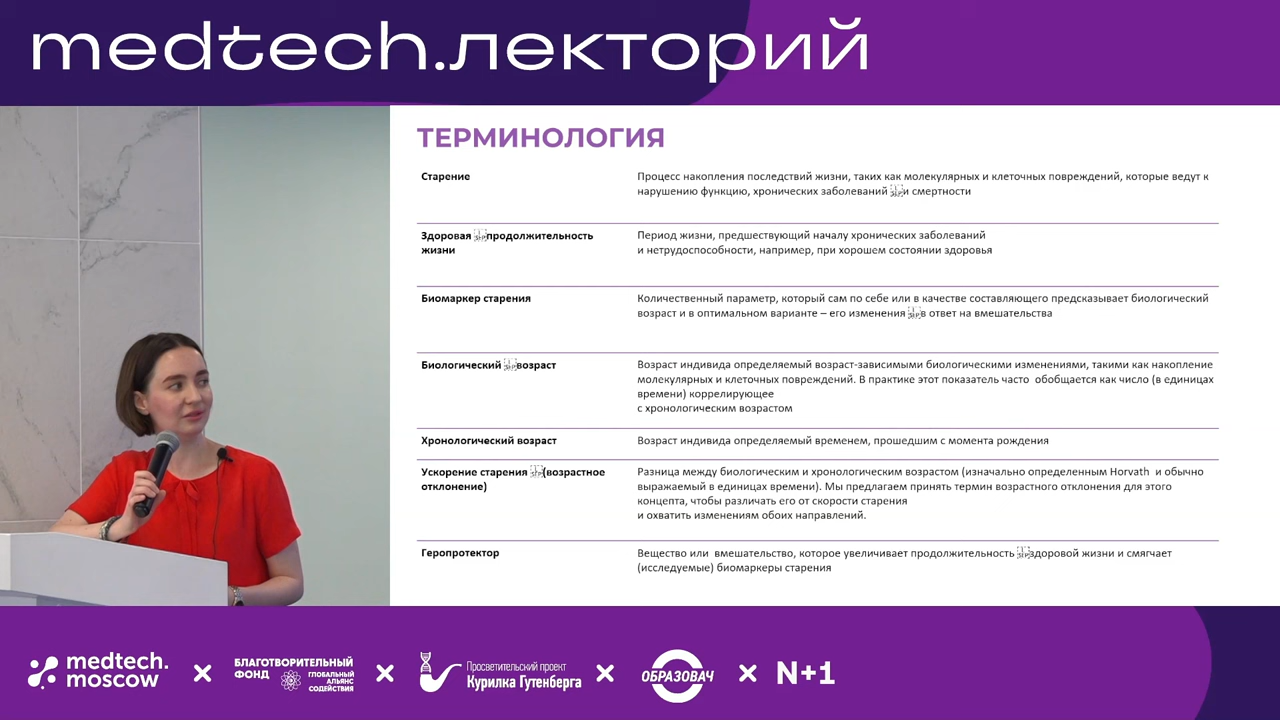 medtech.лекторий
ТЕРМИНОЛОГИЯ
Старение
Процесс накопления последствий жизни, таких как молекулярных и клеточных повреждений, которые ведут к
нарушению функцию, хронических заболеваний и смертности
Здоровая продолжительность
жизни
Период жизни, предшествующий началу хронических заболеваний
и нетрудоспособности, например, при хорошем состоянии здоровья
Биомаркер старения
Количественный параметр, который сам по себе или в качестве составляющего предсказывает биологический
возраст и в оптимальном варианте – его изменения в ответ на вмешательства
Биологический возраст
Возраст индивида определяемый возраст-зависимыми биологическими изменениями, такими как накопление
молекулярных и клеточных повреждений. В практике этот показатель часто обобщается как число (в единицах
времени) коррелирующее
с хронологическим возрастом
Хронологический возраст
Возраст индивида определяемый временем, прошедшим с момента рождения
Ускорение старения (возрастное
отклонение)
Разница между биологическим и хронологическим возрастом (изначально определенным Horvath и обычно
выражаемый в единицах времени). Мы предлагаем принять термин возрастного отклонения для этого
концепта, чтобы различать его от скорости старения
и охватить изменениям обоих направлений.
Геропротектор
Вещество или вмешательство, которое увеличивает продолжительность здоровой жизни и смягчает
(исследуемые) биомаркеры старения
medtech.
moscow
БЛАГОТВОРИТЕЛЬНЫЙ
ФОНД
ГЛОБАЛЬНЫЙ
АЛЬЯНС
СОДЕЙСТВИЯ
Просветительский проект
Курилка Гутенберга
ОБРАЗОВАЧ
N+1